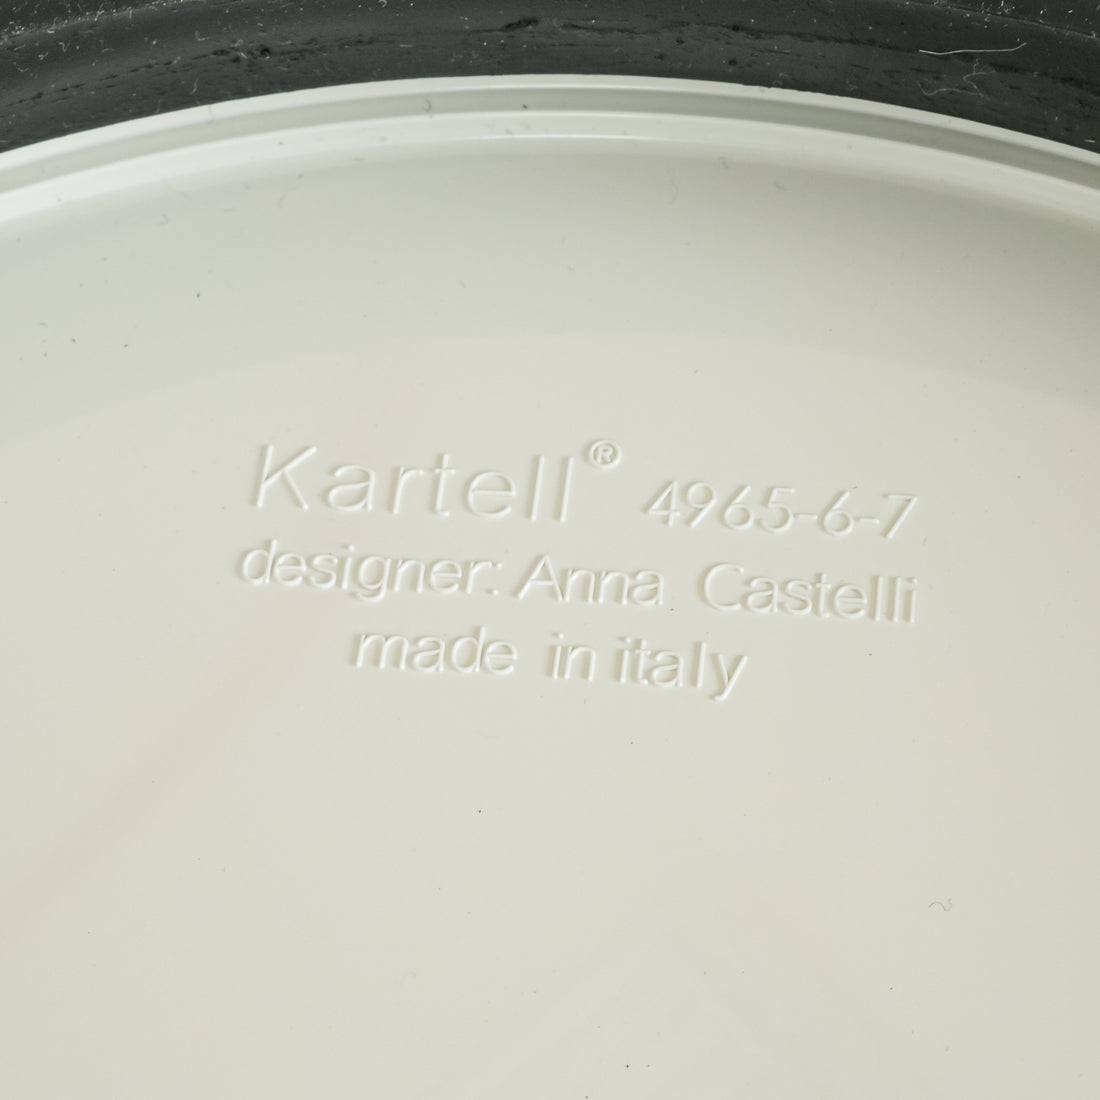 Kartell® 4965-6-7
designer: Anna Castelli
made in italy